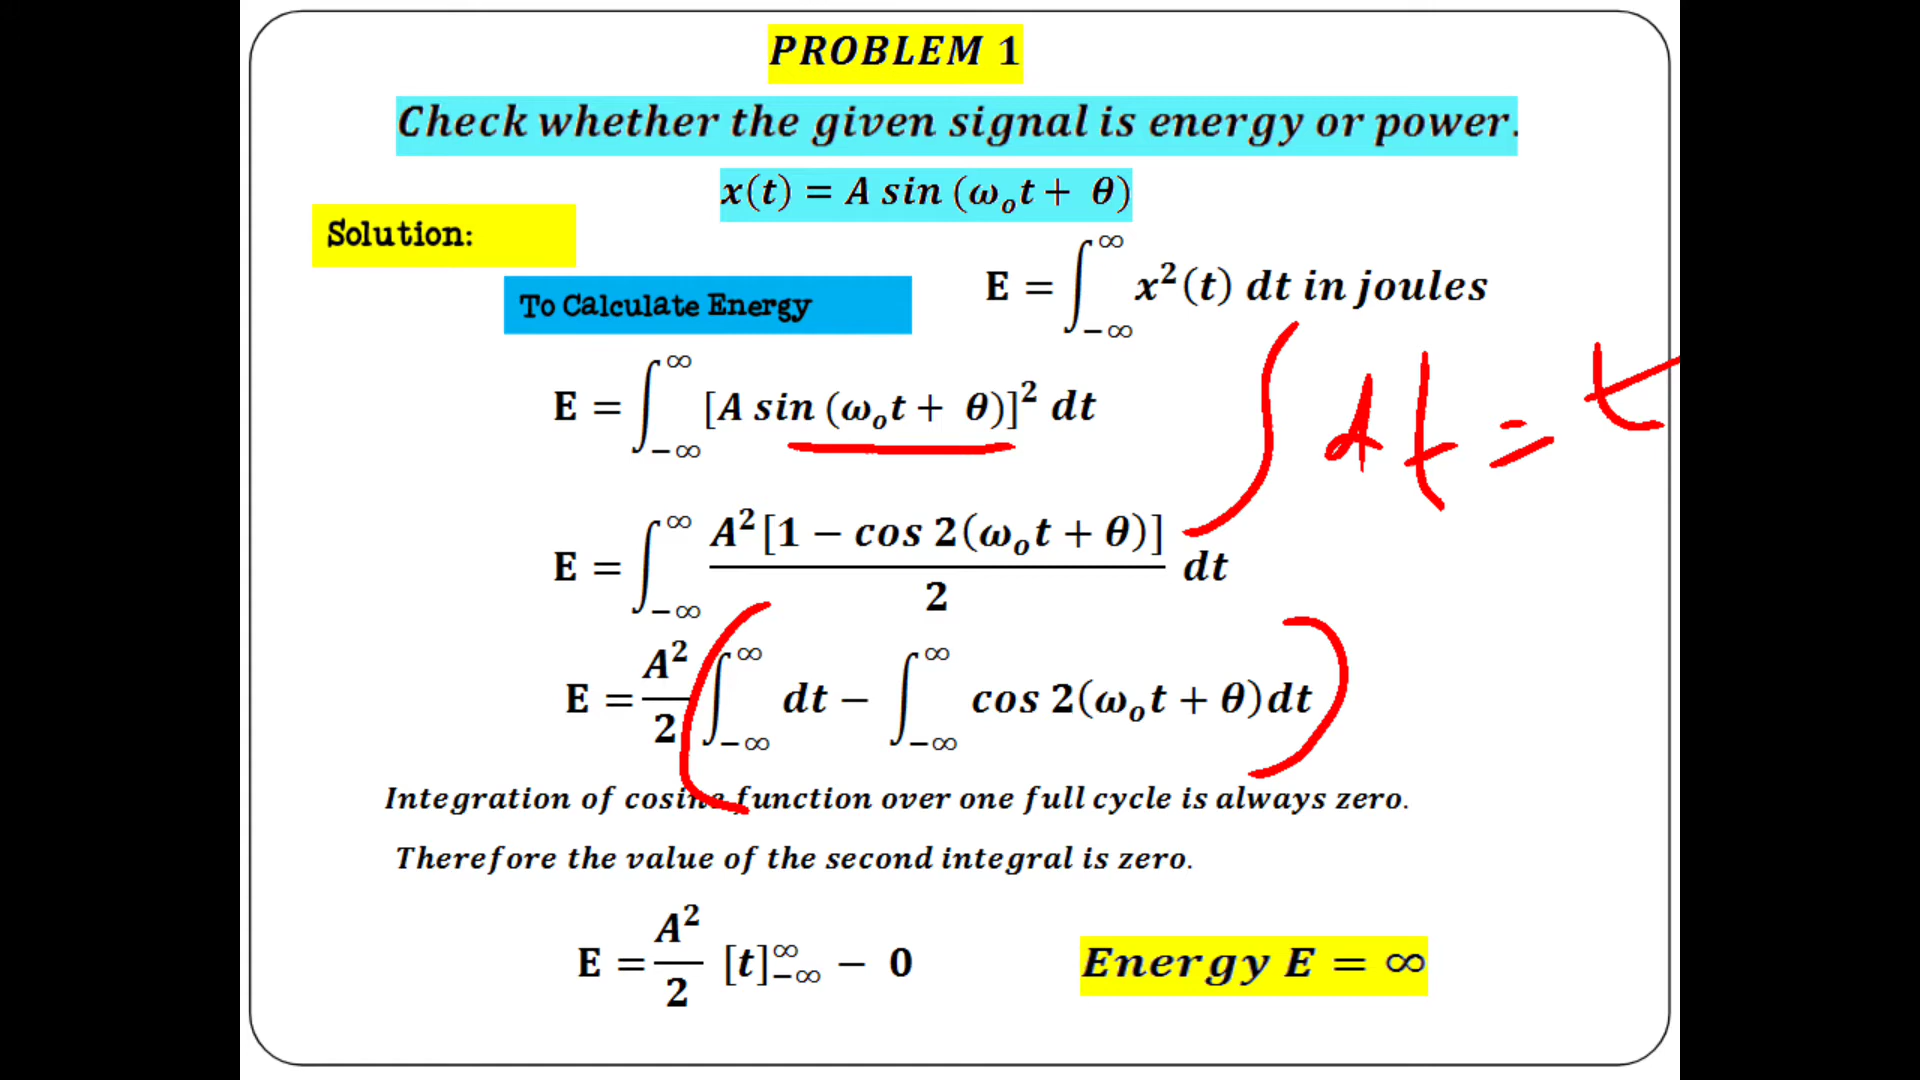 PROBLEM 1
Check whether the given signal is energy or power.
x(t) = A sin (ω₀t + θ)
Solution:
To Calculate Energy
E = ∫_{-∞}^{∞} x²(t) dt in joules
E = ∫_{-∞}^{∞} [A sin (ω₀t + θ)]² dt
∫ dt = t
E = ∫_{-∞}^{∞} A²[1 − cos 2(ω₀t + θ)] / 2 dt
E = A²/2 ( ∫_{-∞}^{∞} dt − ∫_{-∞}^{∞} cos 2(ω₀t + θ)dt )
Integration of cosine function over one full cycle is always zero.
Therefore the value of the second integral is zero.
E = A²/2 [t]_{-∞}^{∞} − 0
Energy E = ∞